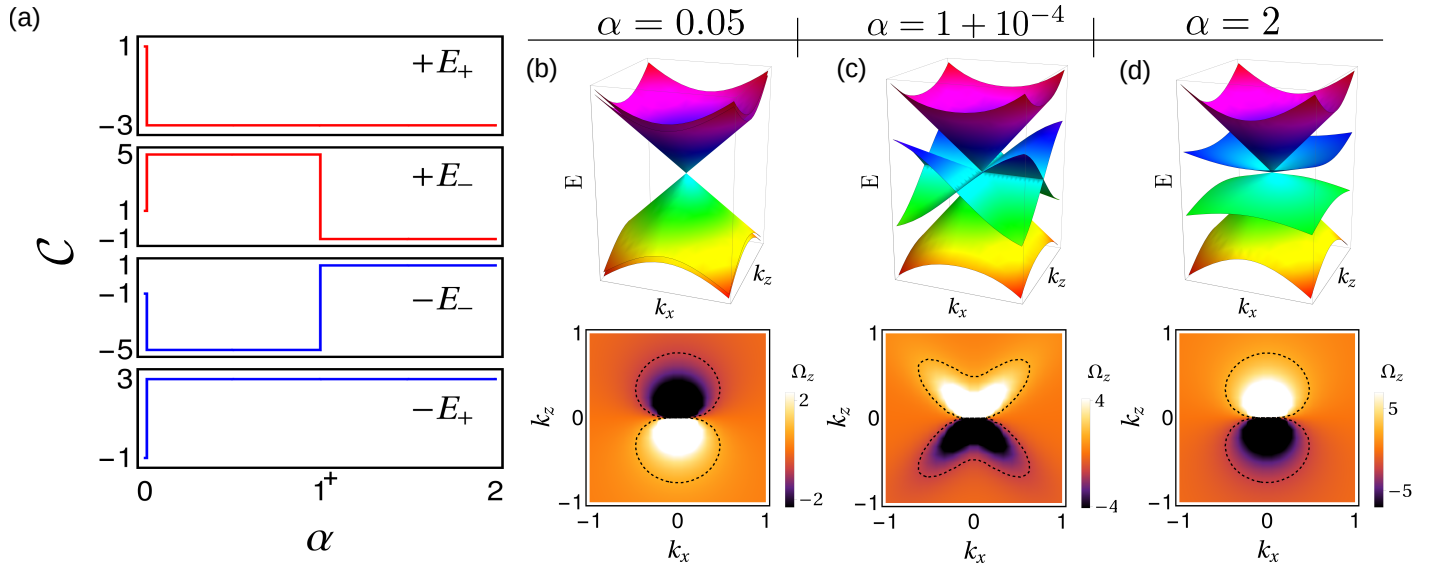 (a)
1
−3
+E₊
5
1
−1
+E₋
1
−1
−5
−E₋
3
−1
−E₊
C
0
1⁺
2
α
α = 0.05
α = 1 + 10⁻⁴
α = 2
(b)
E
k_x
k_z
(c)
E
k_x
k_z
(d)
E
k_x
k_z
1
0
−1
k_z
−1
0
1
k_x
Ω_z
2
−2
1
0
−1
k_z
−1
0
1
k_x
Ω_z
4
−4
1
0
−1
k_z
−1
0
1
k_x
Ω_z
5
−5